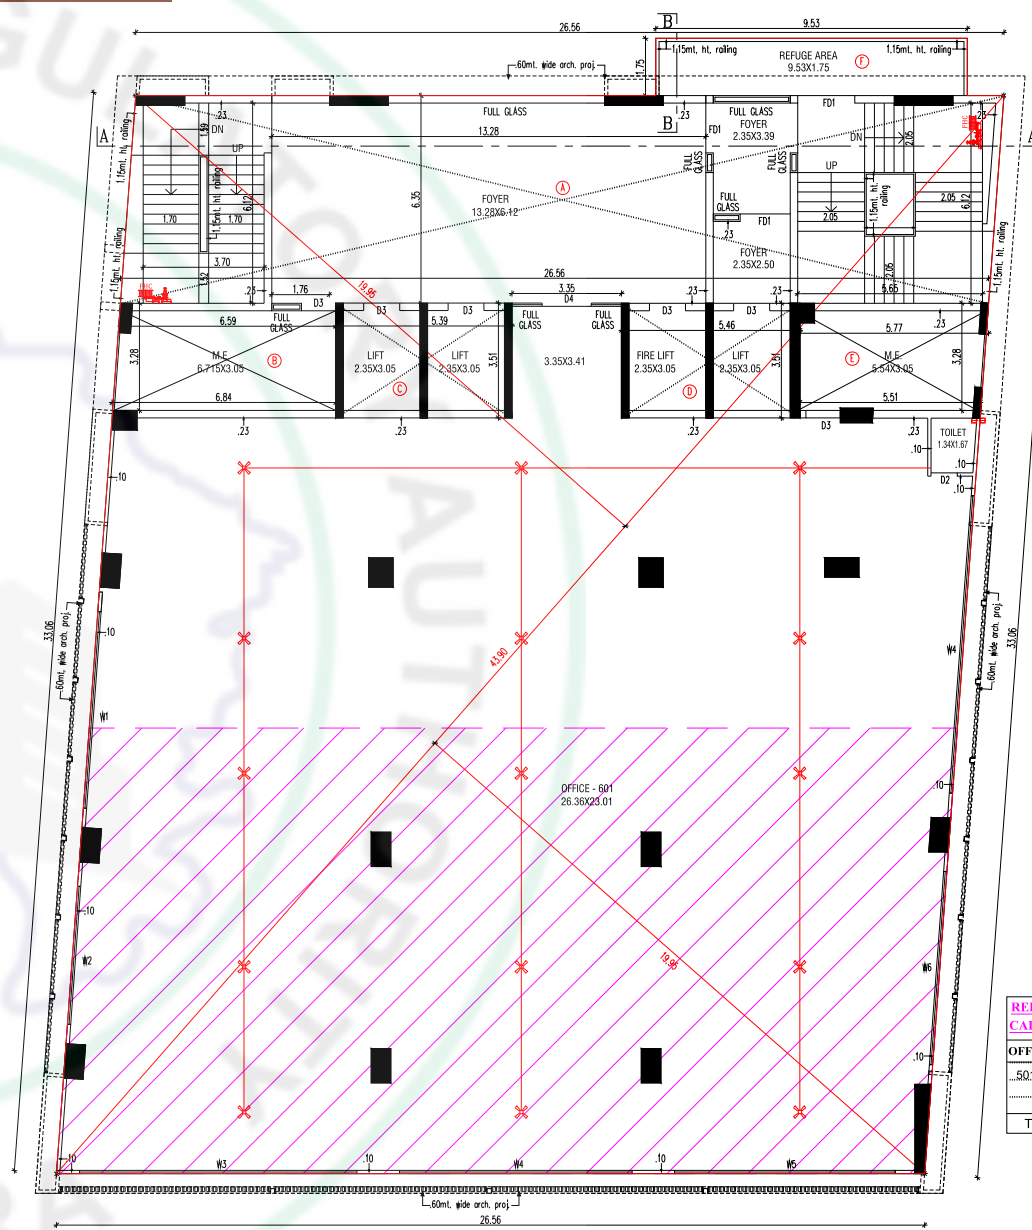 26.56
B
9.53
1.15mt. ht. railing
1.15mt. ht. railing
REFUGE AREA
9.53X1.75
F
1.75
.60mt. wide arch. proj.
A
.23
1.59
DN
UP
6.12
1.15mt. ht. railing
1.70
1.70
1.15mt. ht. railing
3.70
1.52
FHC
1.15mt. ht. railing
FULL GLASS
13.28
6.35
FOYER
13.28X6.12
A
.23
B
FULL GLASS
FD1
FOYER
2.35X3.39
FD1
FULL
GLASS
FULL
GLASS
FULL
GLASS
FD1
.23
FOYER
2.35X2.50
DN
2.05
UP
1.15mt. ht. railing
2.05
2.05
6.12
2.05
FHC
.23
A
1.15mt. ht. railing
26.56
5.65
19.95
1.76
.23
D3
FULL
GLASS
6.59
D3
5.39
D3
3.35
D4
FULL
GLASS
FULL
GLASS
.23
D3
5.46
D3
.23
5.77
.23
3.28
M.E.
6.715X3.05
B
6.84
LIFT
2.35X3.05
C
LIFT
2.35X3.05
3.51
3.35X3.41
FIRE LIFT
2.35X3.05
D
LIFT
2.35X3.05
3.51
E
M.E.
5.54X3.05
3.28
5.51
D3
.23
.23
.23
.23
TOILET
1.34X1.67
.10
.10
D2
.10
.10
33.06
.10
.60mt. wide arch. proj.
W1
43.90
W4
.60mt. wide arch. proj.
33.06
OFFICE - 601
26.36X23.01
.10
.10
W2
19.95
W6
.10
.10
W3
.10
W4
.10
W5
.60mt. wide arch. proj.
26.56
GUJ
TOR
AUTHORITY
OFF